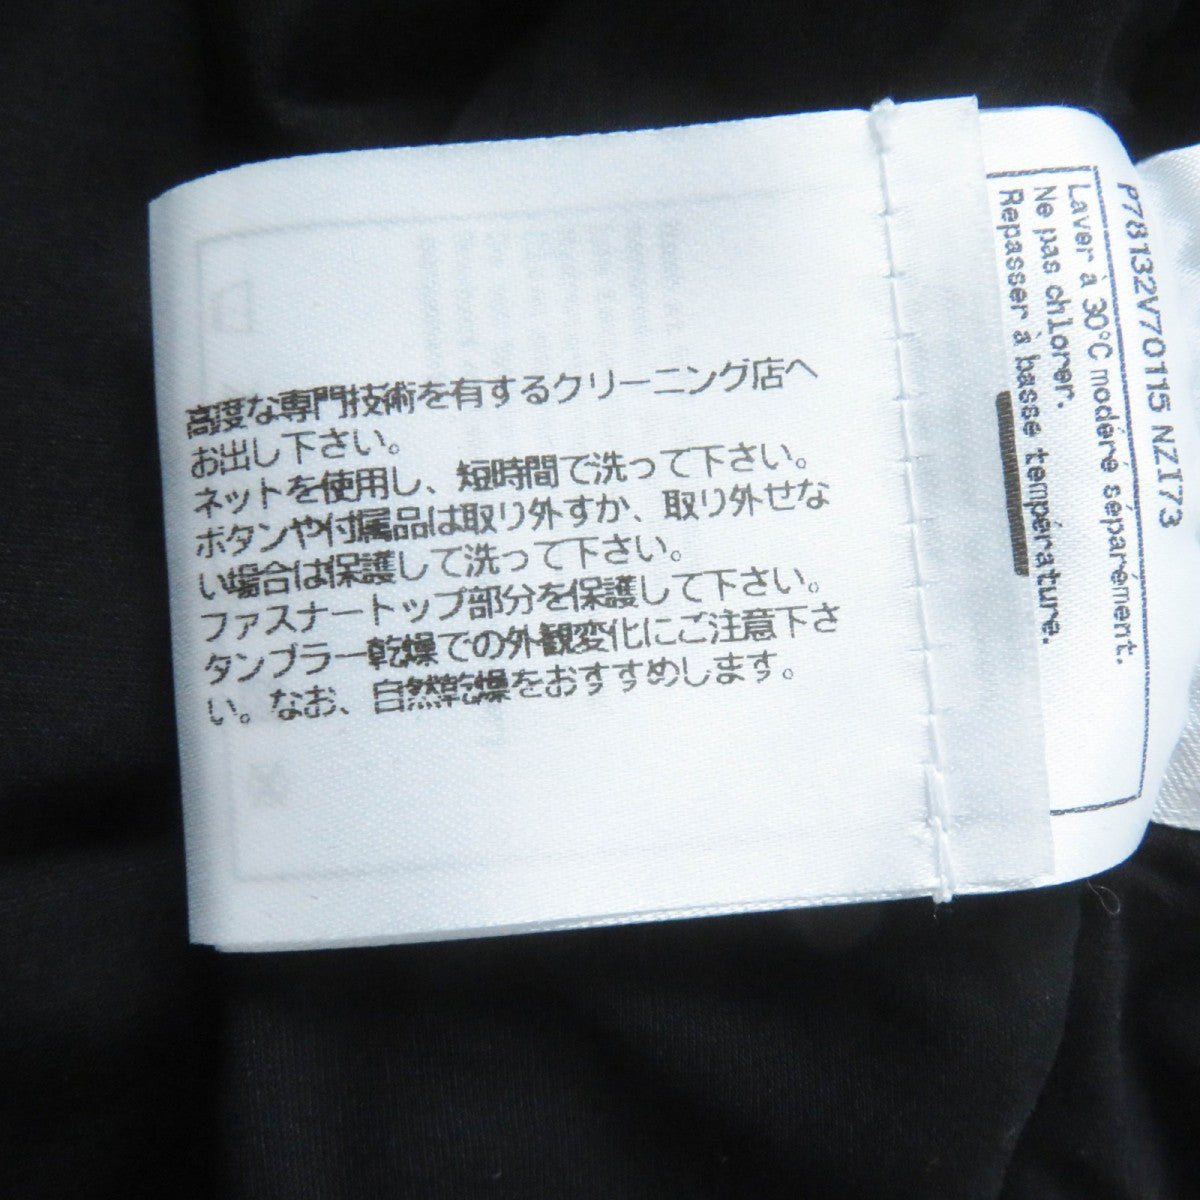 高度な専門技術を有するクリーニング店へ
お出し下さい。
ネットを使用し、短時間で洗って下さい。
ボタンや付属品は取り外すか、取り外せな
い場合は保護して洗って下さい。
ファスナートップ部分を保護して下さい。
タンブラー乾燥での外観変化にご注意下さ
い。なお、自然乾燥をおすすめします。
P78132V70115 NZI73
Laver à 30°C modéré séparément.
Ne pas chlorer.
Repasser à basse température.